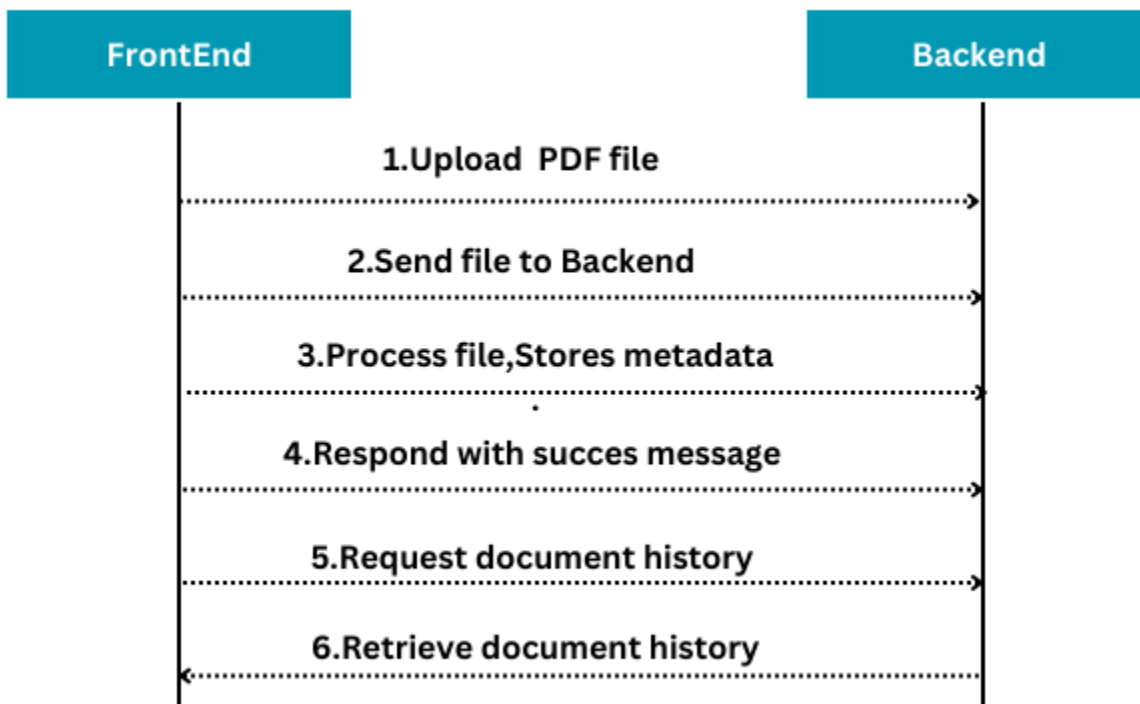 FrontEnd
Backend
1.Upload  PDF file
2.Send file to Backend
3.Process file,Stores metadata
.
4.Respond with succes message
5.Request document history
6.Retrieve document history